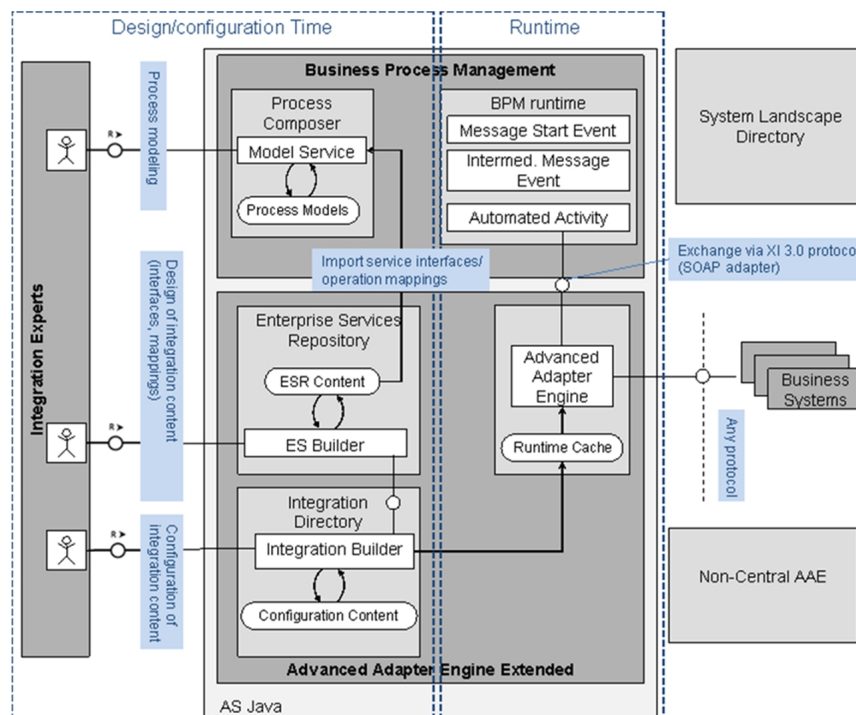 Design/configuration Time
Runtime
Business Process Management
Process
Composer
Model Service
Process Models
BPM runtime
Message Start Event
Intermed. Message
Event
Automated Activity
System Landscape
Directory
R
Process modeling
Import service interfaces/
operation mappings
Exchange via XI 3.0 protocol
(SOAP adapter)
Integration Experts
Design of integration content
(interfaces, mappings)
Enterprise Services
Repository
ESR Content
ES Builder
R
Advanced
Adapter
Engine
Runtime Cache
Business
Systems
Any protocol
Integration
Directory
Integration Builder
Configuration Content
R
Configuration of
integration content
Non-Central AAE
Advanced Adapter Engine Extended
AS Java